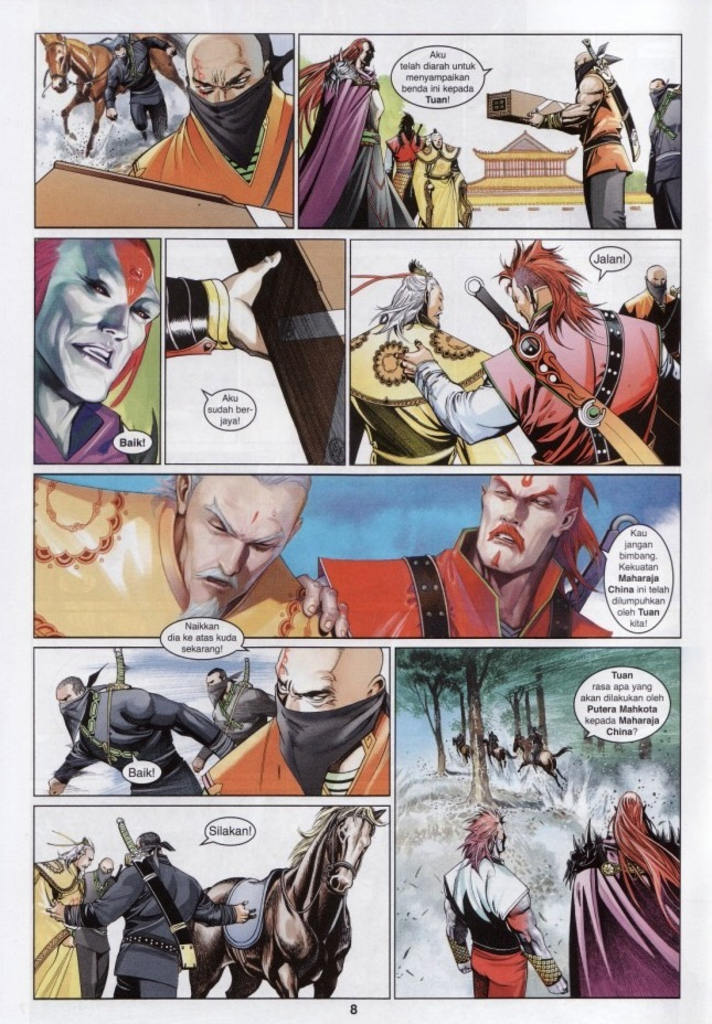 Aku
telah diarah untuk
menyampaikan
benda ini kepada
Tuan!
Baik!
Aku
sudah ber-
jaya!
Jalan!
Kau
jangan
bimbang.
Kekuatan
Maharaja
China ini telah
dilumpuhkan
oleh Tuan
kita!
Naikkan
dia ke atas kuda
sekarang!
Baik!
Silakan!
Tuan
rasa apa yang
akan dilakukan oleh
Putera Mahkota
kepada Maharaja
China?
8